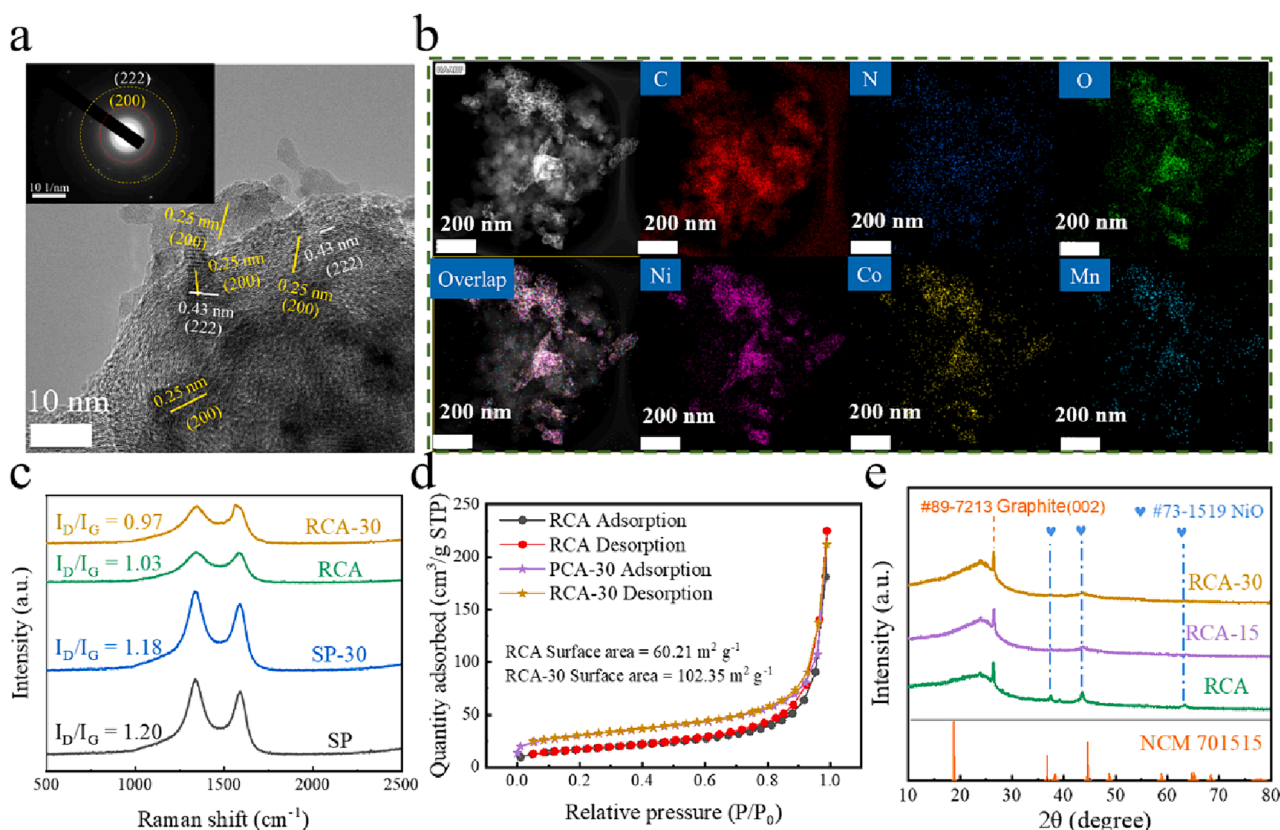 a
(222)
(200)
10 1/nm
0.25 nm
(200)
0.25 nm
(200)
0.43 nm
(222)
0.25 nm
(200)
0.43 nm
(222)
0.25 nm
(200)
10 nm
b
HAADF
C
N
O
200 nm
200 nm
200 nm
200 nm
Overlap
Ni
Co
Mn
200 nm
200 nm
200 nm
200 nm
c
I_D/I_G = 0.97
RCA-30
I_D/I_G = 1.03
RCA
I_D/I_G = 1.18
SP-30
I_D/I_G = 1.20
SP
Intensity (a.u.)
500 1000 1500 2000 2500
Raman shift (cm⁻¹)
d
250
200
150
100
50
0
Quantity adsorbed (cm³/g STP)
RCA Adsorption
RCA Desorption
PCA-30 Adsorption
RCA-30 Desorption
RCA Surface area = 60.21 m² g⁻¹
RCA-30 Surface area = 102.35 m² g⁻¹
0.0 0.2 0.4 0.6 0.8 1.0
Relative pressure (P/P₀)
e
#89-7213 Graphite(002)
♥ #73-1519 NiO
RCA-30
RCA-15
RCA
NCM 701515
Intensity (a.u.)
10 20 30 40 50 60 70 80
2θ (degree)